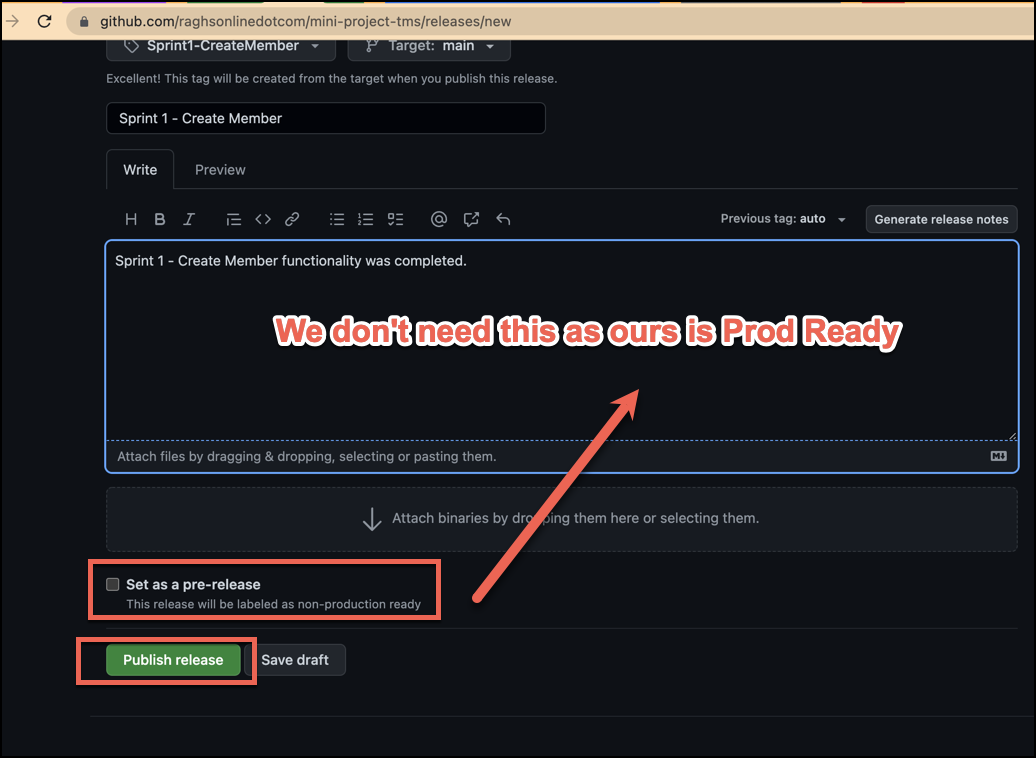 github.com/raghsonlinedotcom/mini-project-tms/releases/new
Sprint1-CreateMember Target: main
Excellent! This tag will be created from the target when you publish this release.
Sprint 1 - Create Member
Write Preview
H B I @ Previous tag: auto Generate release notes
Sprint 1 - Create Member functionality was completed.
We don't need this as ours is Prod Ready
Attach files by dragging & dropping, selecting or pasting them.
Attach binaries by dropping them here or selecting them.
Set as a pre-release
This release will be labeled as non-production ready
Publish release Save draft